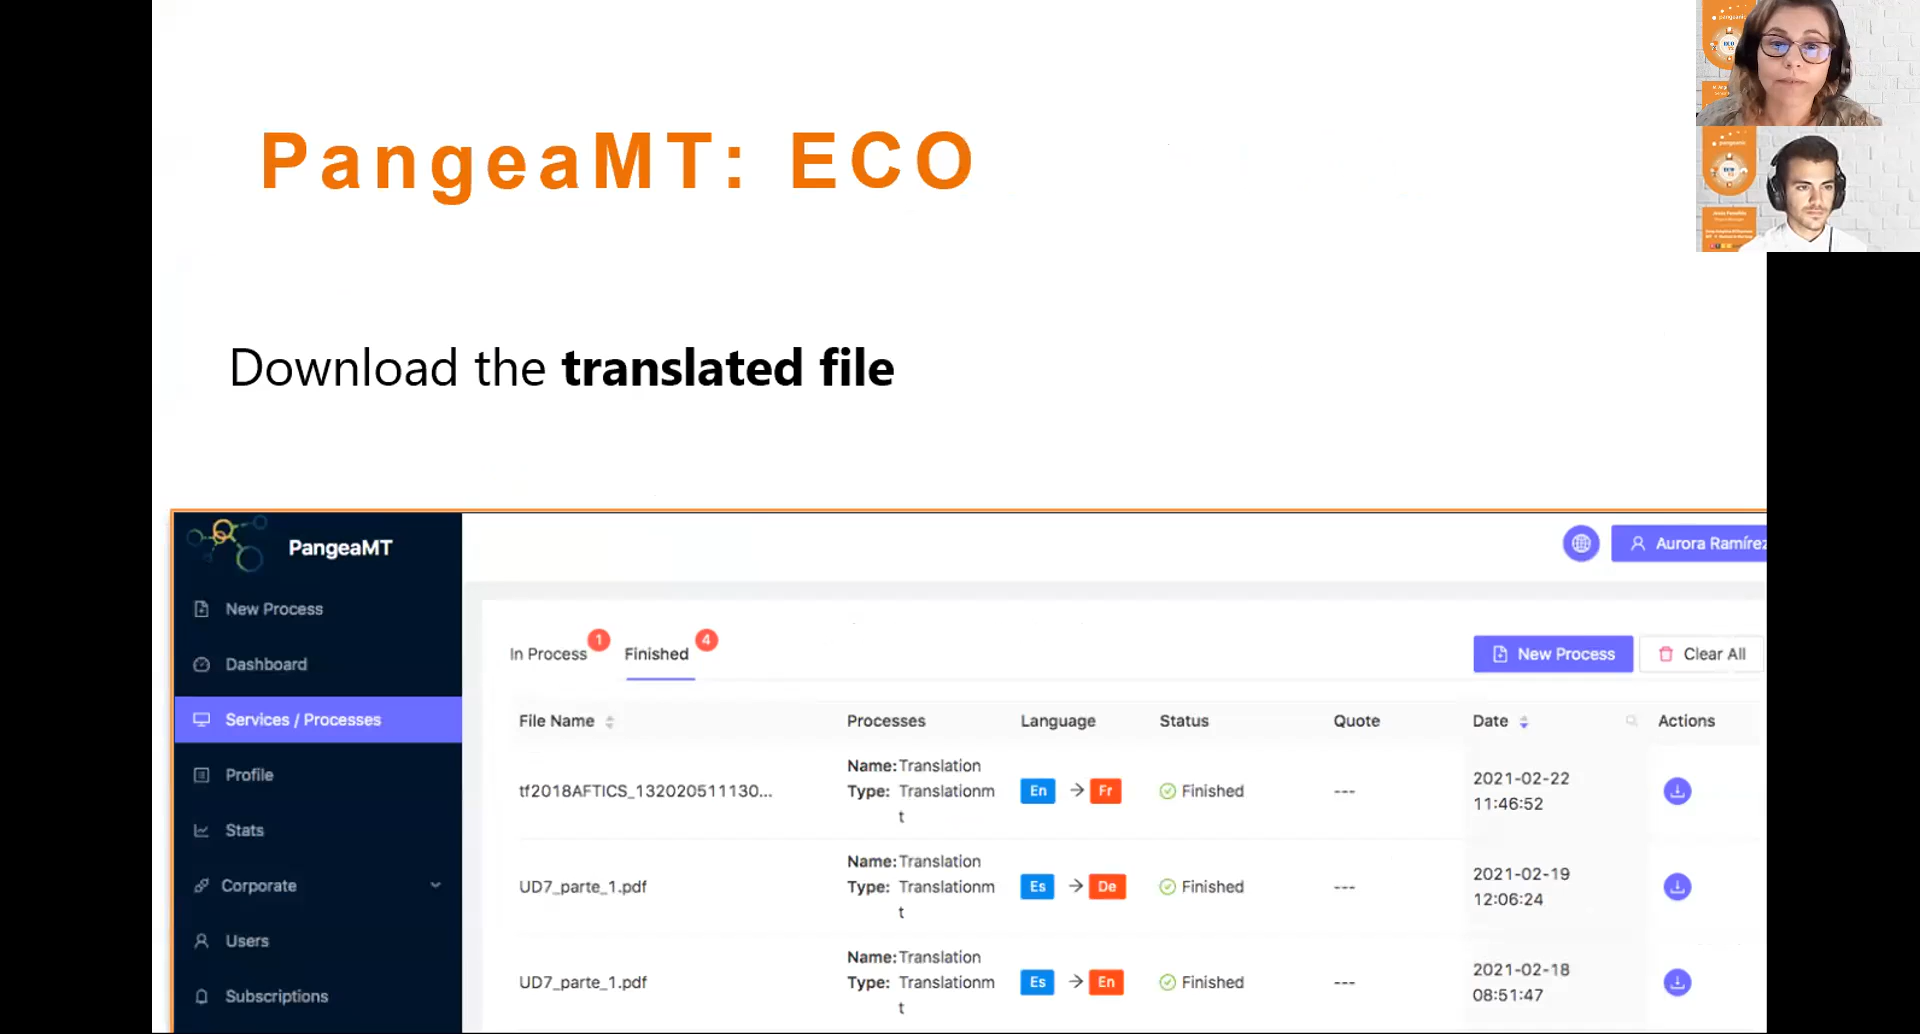 PangeaMT: ECO
Download the translated file
PangeaMT
Aurora Ramírez
New Process
Dashboard
Services / Processes
Profile
Stats
Corporate
Users
Subscriptions
In Process 1 Finished 4
New Process Clear All
File Name Processes Language Status Quote Date Actions
tf2018AFTICS_132020511130... Name: Translation Type: Translationmt En → Fr Finished --- 2021-02-22 11:46:52
UD7_parte_1.pdf Name: Translation Type: Translationmt Es → De Finished --- 2021-02-19 12:06:24
UD7_parte_1.pdf Name: Translation Type: Translationmt Es → En Finished --- 2021-02-18 08:51:47